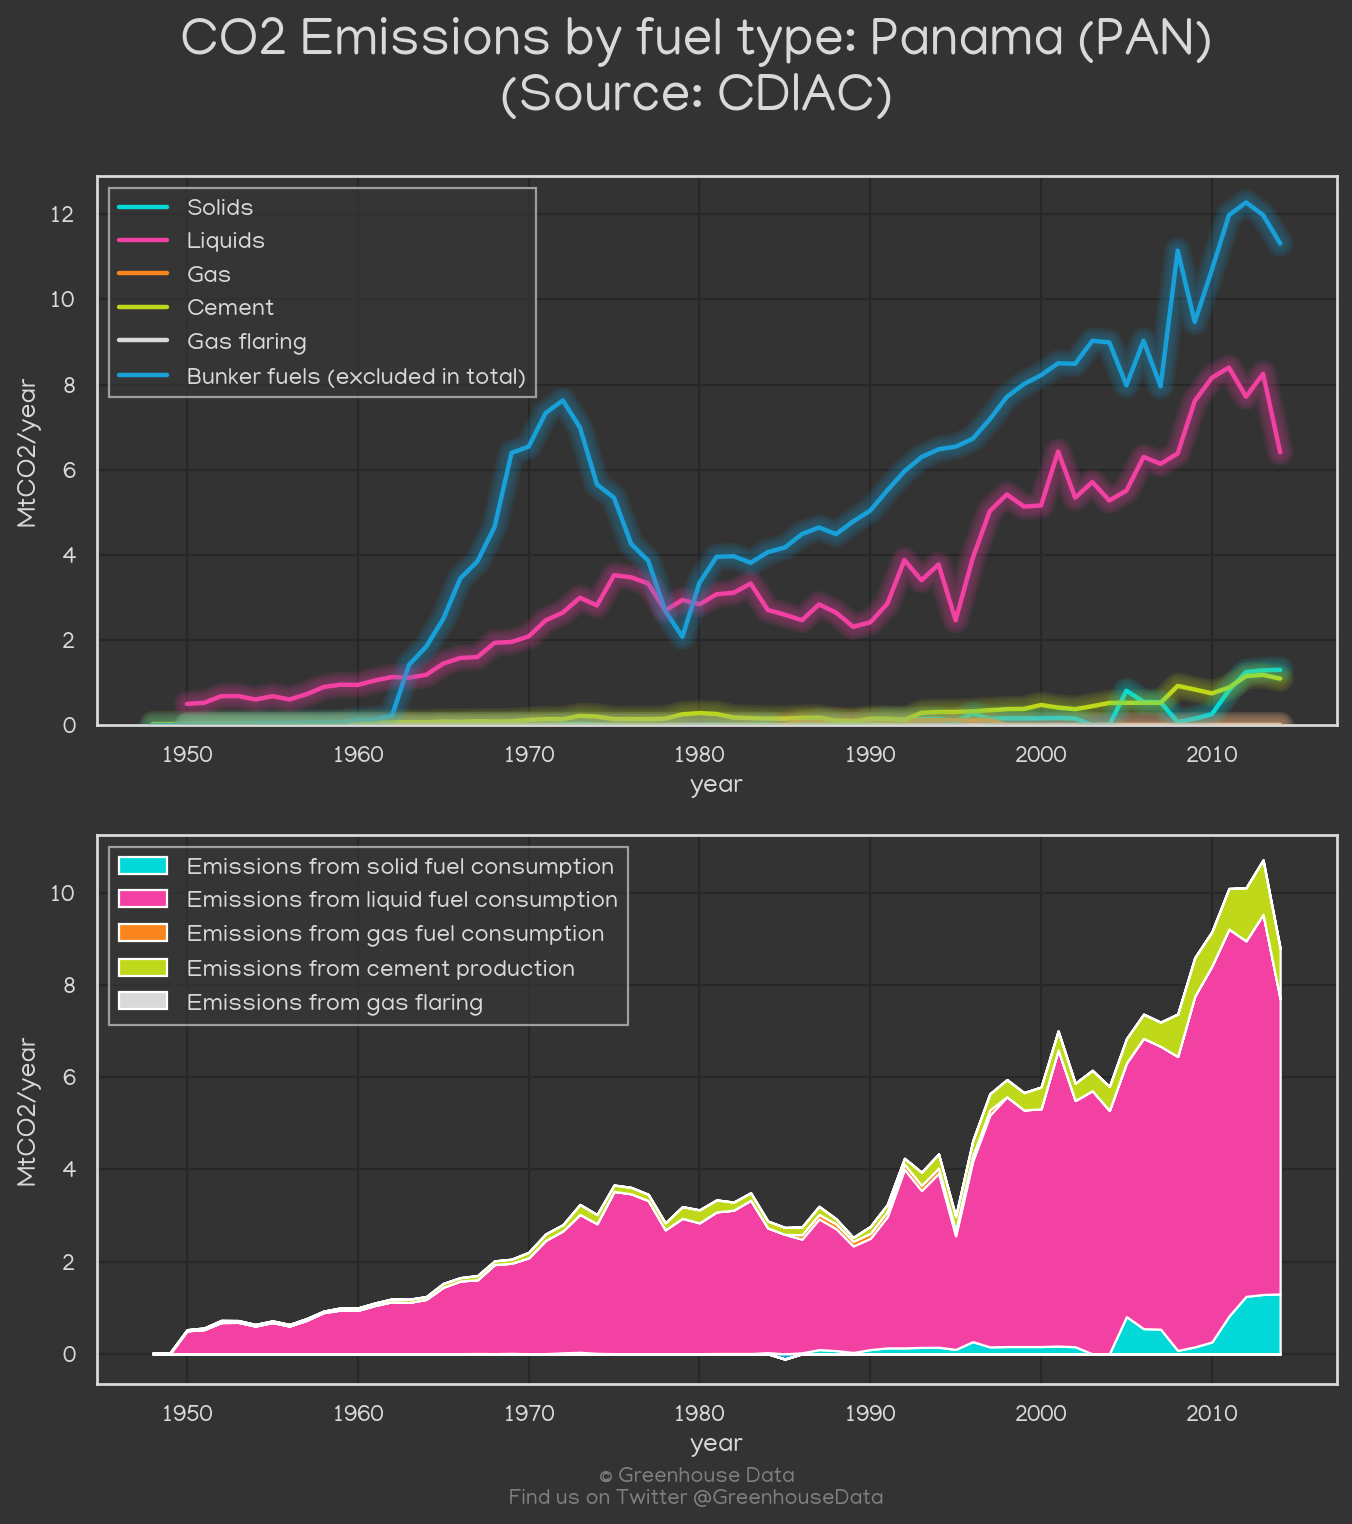 CO2 Emissions by fuel type: Panama (PAN)
(Source: CDIAC)
Solids
Liquids
Gas
Cement
Gas flaring
Bunker fuels (excluded in total)
12
10
8
6
4
2
0
MtCO2/year
1950 1960 1970 1980 1990 2000 2010
year
Emissions from solid fuel consumption
Emissions from liquid fuel consumption
Emissions from gas fuel consumption
Emissions from cement production
Emissions from gas flaring
10
8
6
4
2
0
MtCO2/year
1950 1960 1970 1980 1990 2000 2010
year
© Greenhouse Data
Find us on Twitter @GreenhouseData